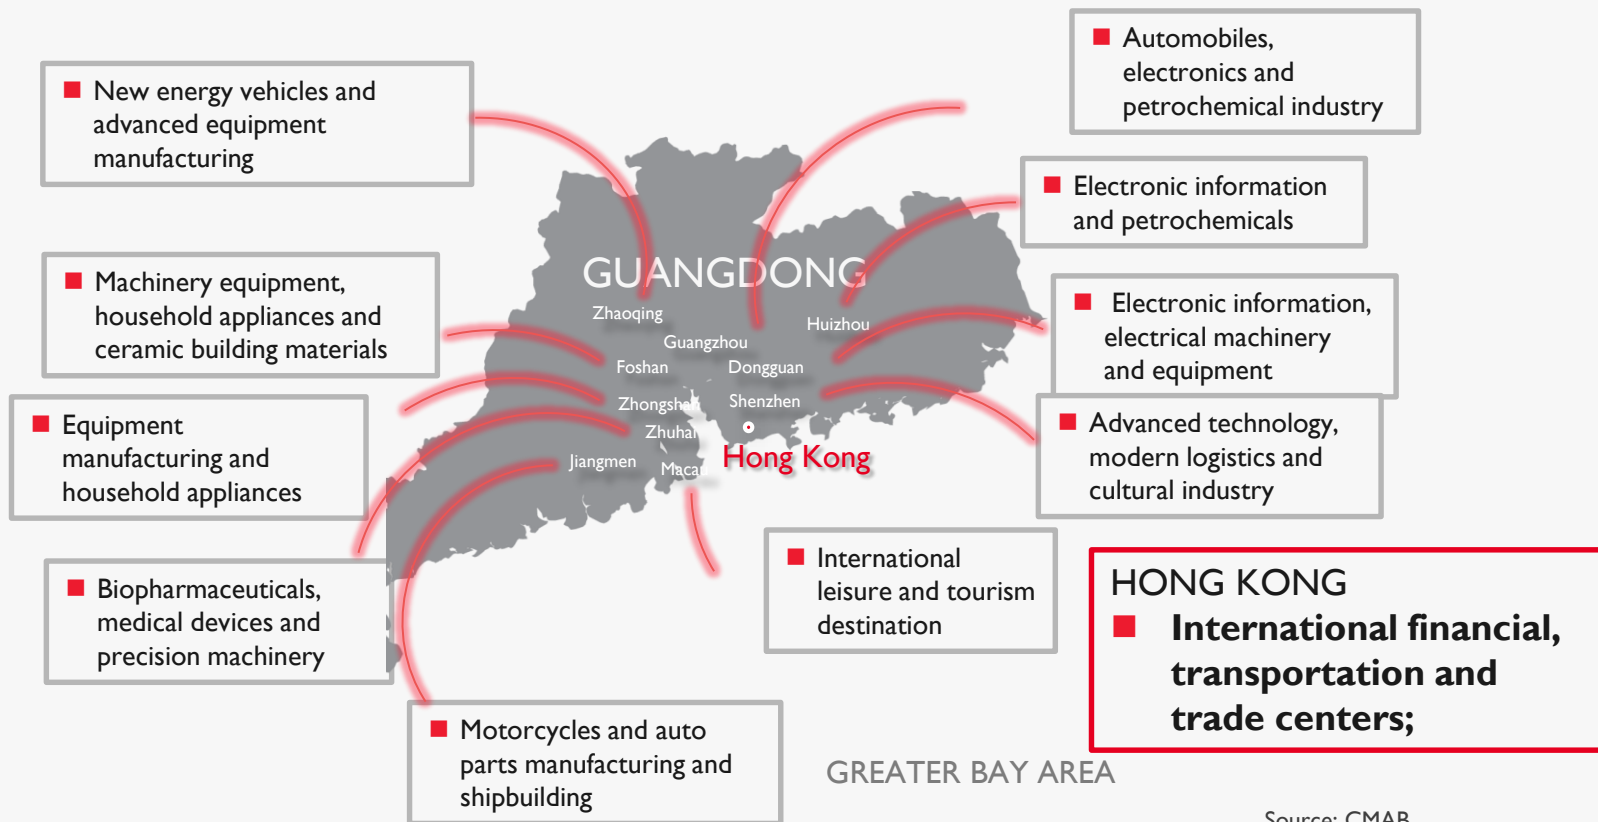 New energy vehicles and
advanced equipment
manufacturing
Automobiles,
electronics and
petrochemical industry
Electronic information
and petrochemicals
Machinery equipment,
household appliances and
ceramic building materials
Electronic information,
electrical machinery
and equipment
Equipment
manufacturing and
household appliances
Advanced technology,
modern logistics and
cultural industry
GUANGDONG
Zhaoqing
Huizhou
Guangzhou
Foshan
Dongguan
Zhongshan
Shenzhen
Zhuhai
Jiangmen
Macau
Hong Kong
Biopharmaceuticals,
medical devices and
precision machinery
International
leisure and tourism
destination
HONG KONG
International financial,
transportation and
trade centers;
Motorcycles and auto
parts manufacturing and
shipbuilding
GREATER BAY AREA
Source: CMAB